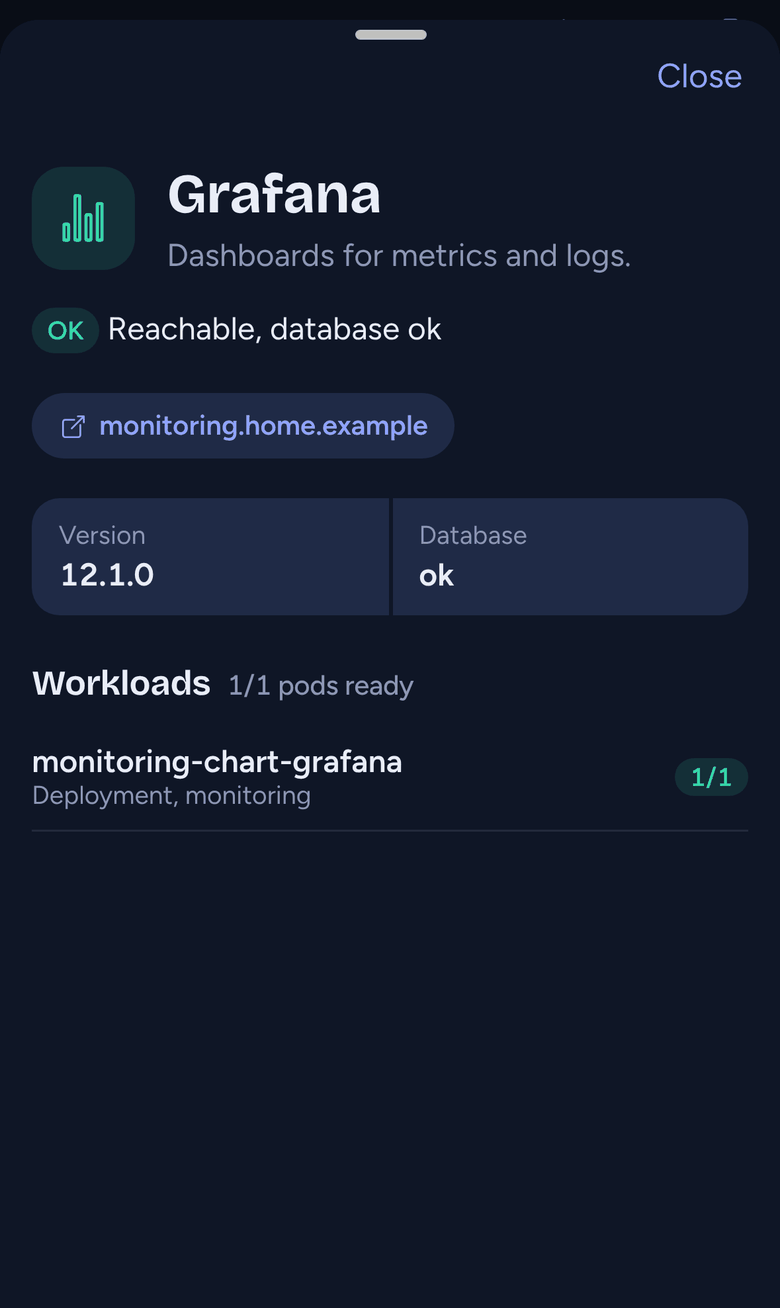 Close
Grafana
Dashboards for metrics and logs.
OK Reachable, database ok
monitoring.home.example
Version
12.1.0
Database
ok
Workloads 1/1 pods ready
monitoring-chart-grafana
Deployment, monitoring
1/1